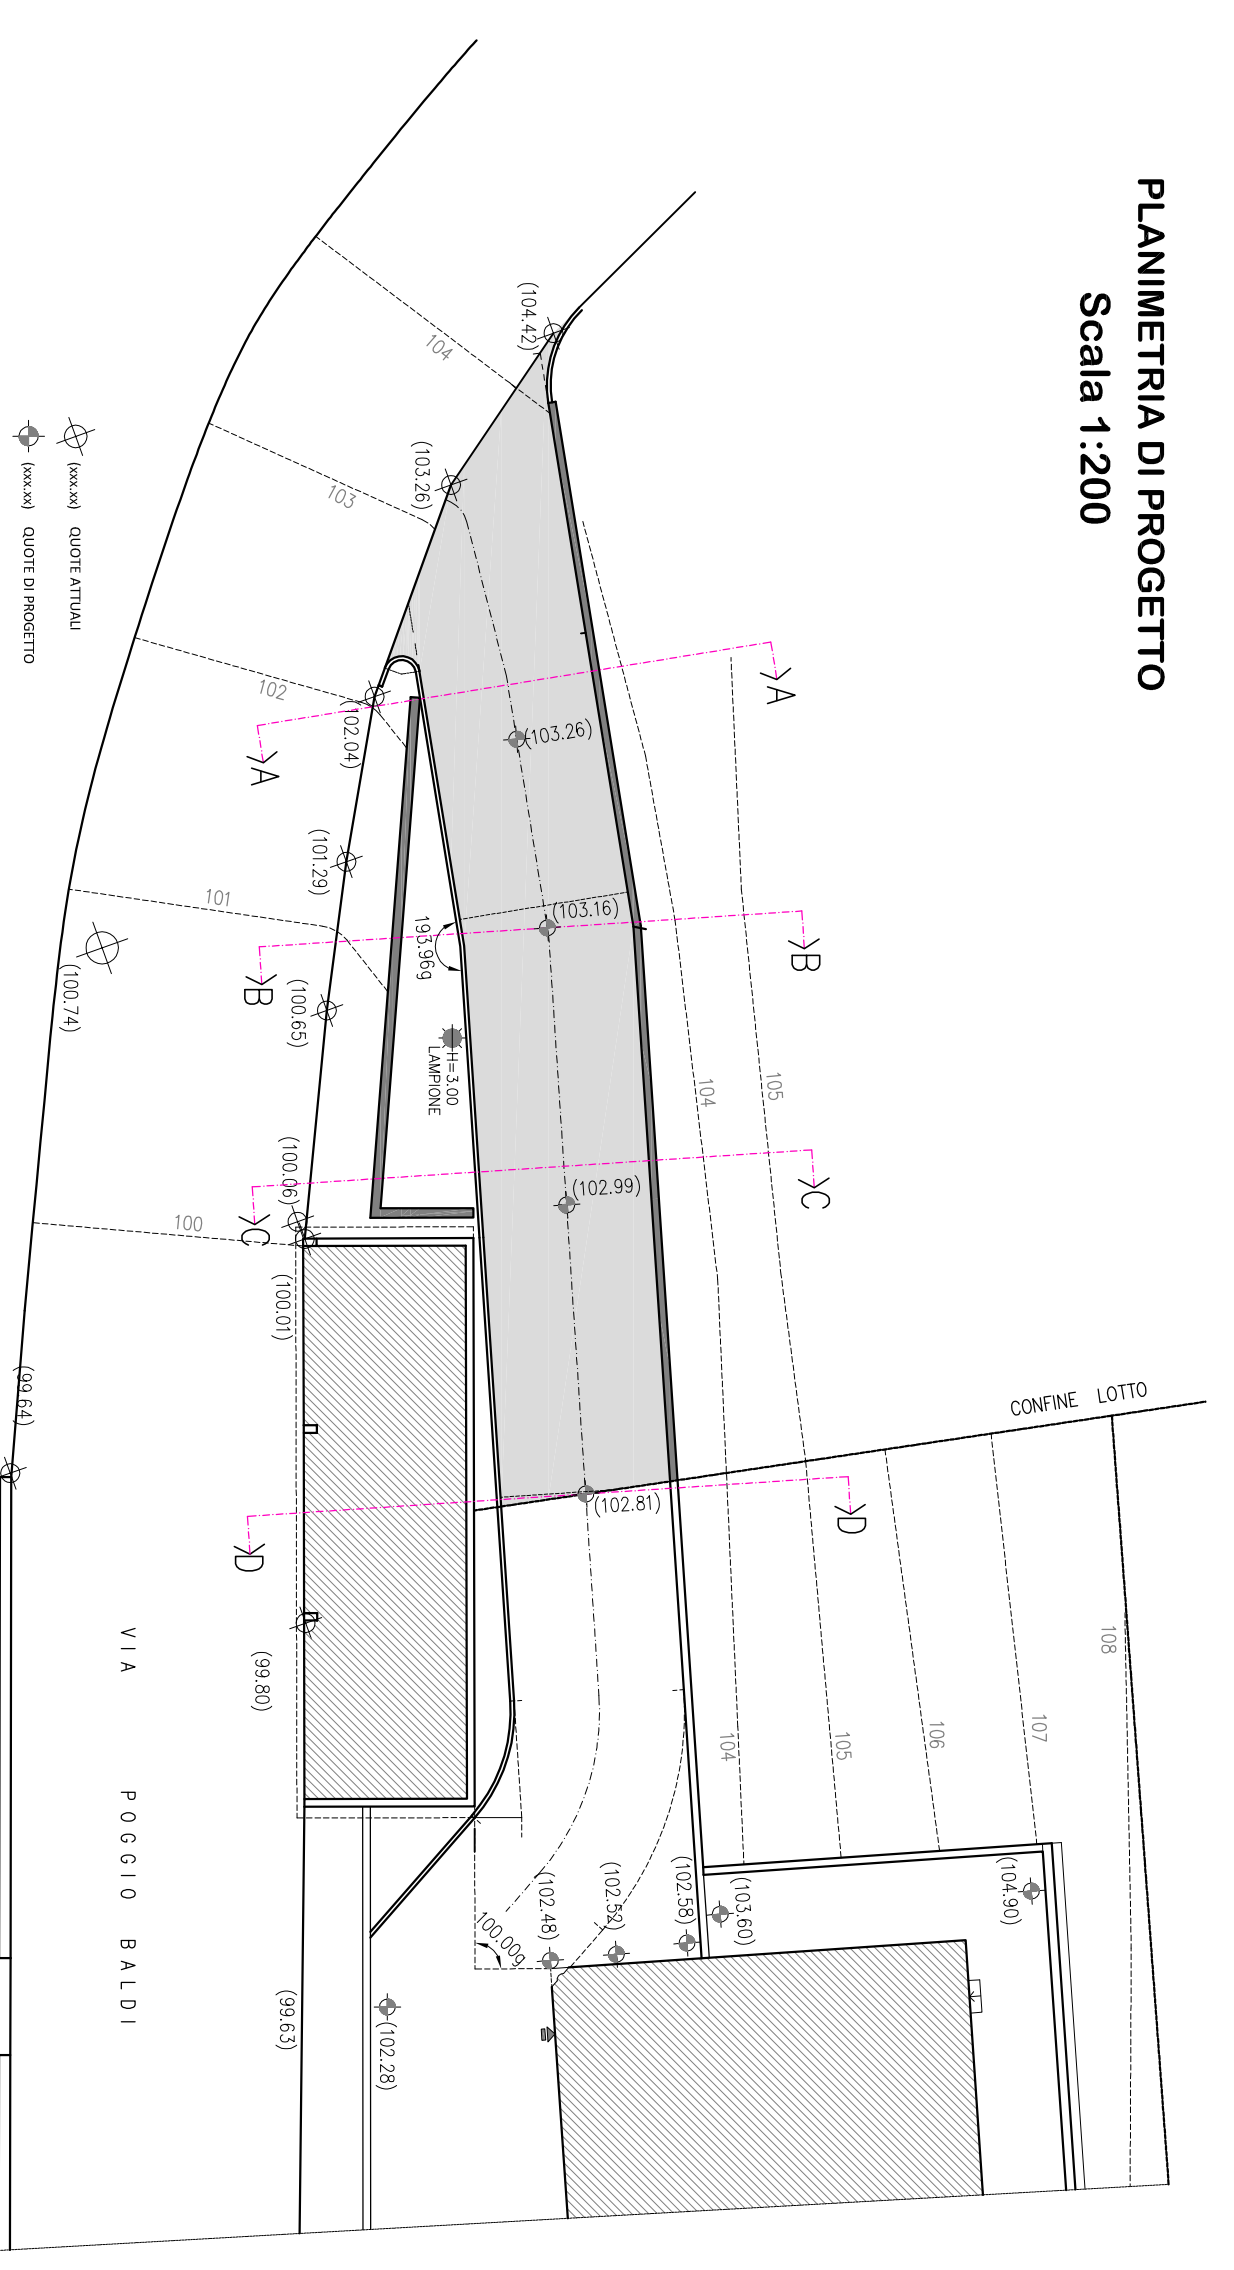 PLANIMETRIA DI PROGETTO
Scala 1:200
(xxx.xx) QUOTE ATTUALI
(xxx.xx) QUOTE DI PROGETTO
(104.42)
104
(103.26)
103
A
102
(102.04)
A
(103.26)
(101.29)
101
(103.16)
193.96g
B
B
(100.74)
(100.65)
H=3.00
LAMPIONE
104
105
(100.06)
C
C
(102.99)
100
(100.01)
(99.64)
CONFINE LOTTO
D
D
(102.81)
(99.80)
108
107
106
105
104
VIA POGGIO BALDI
(104.90)
(103.60)
(102.58)
(102.52)
(102.48)
100.00g
(99.63)
(102.28)